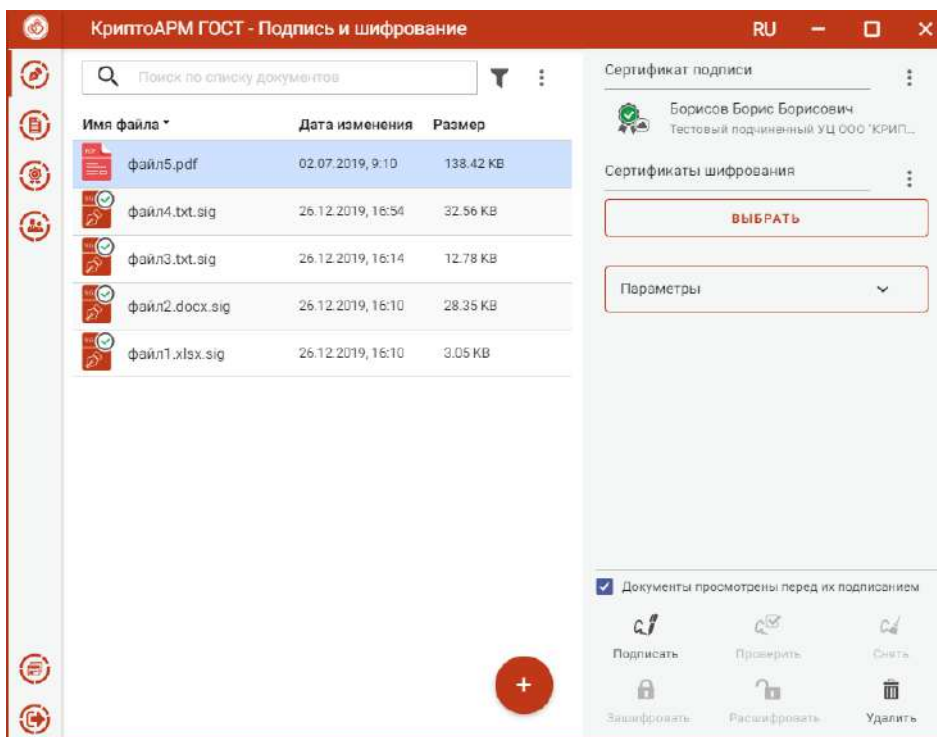 КриптоАРМ ГОСТ - Подпись и шифрование
RU
Поиск по списку документов
Имя файла
Дата изменения
Размер
файл5.pdf
02.07.2019, 9:10
138.42 KB
файл4.txt.sig
26.12.2019, 16:54
32.56 KB
файл3.txt.sig
26.12.2019, 16:14
12.78 KB
файл2.docx.sig
26.12.2019, 16:10
28.35 KB
файл1.xlsx.sig
26.12.2019, 16:10
3.05 KB
Сертификат подписи
Борисов Борис Борисович
Тестовый подчиненный УЦ ООО "КРИП...
Сертификаты шифрования
ВЫБРАТЬ
Параметры
Документы просмотрены перед их подписанием
Подписать
Проверить
Снять
Зашифровать
Расшифровать
Удалить